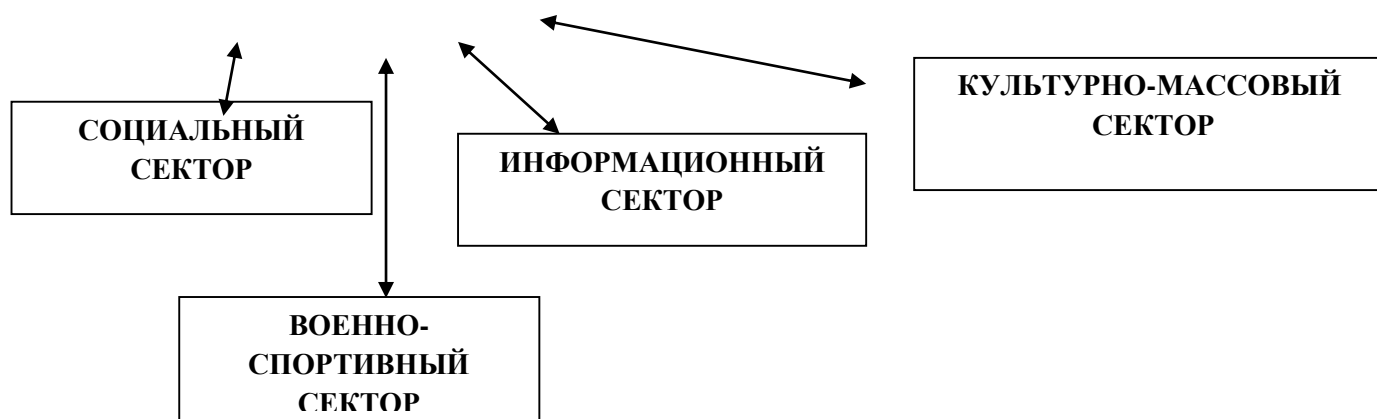 СОЦИАЛЬНЫЙ
СЕКТОР
ИНФОРМАЦИОННЫЙ
СЕКТОР
КУЛЬТУРНО-МАССОВЫЙ
СЕКТОР
ВОЕННО-
СПОРТИВНЫЙ
СЕКТОР